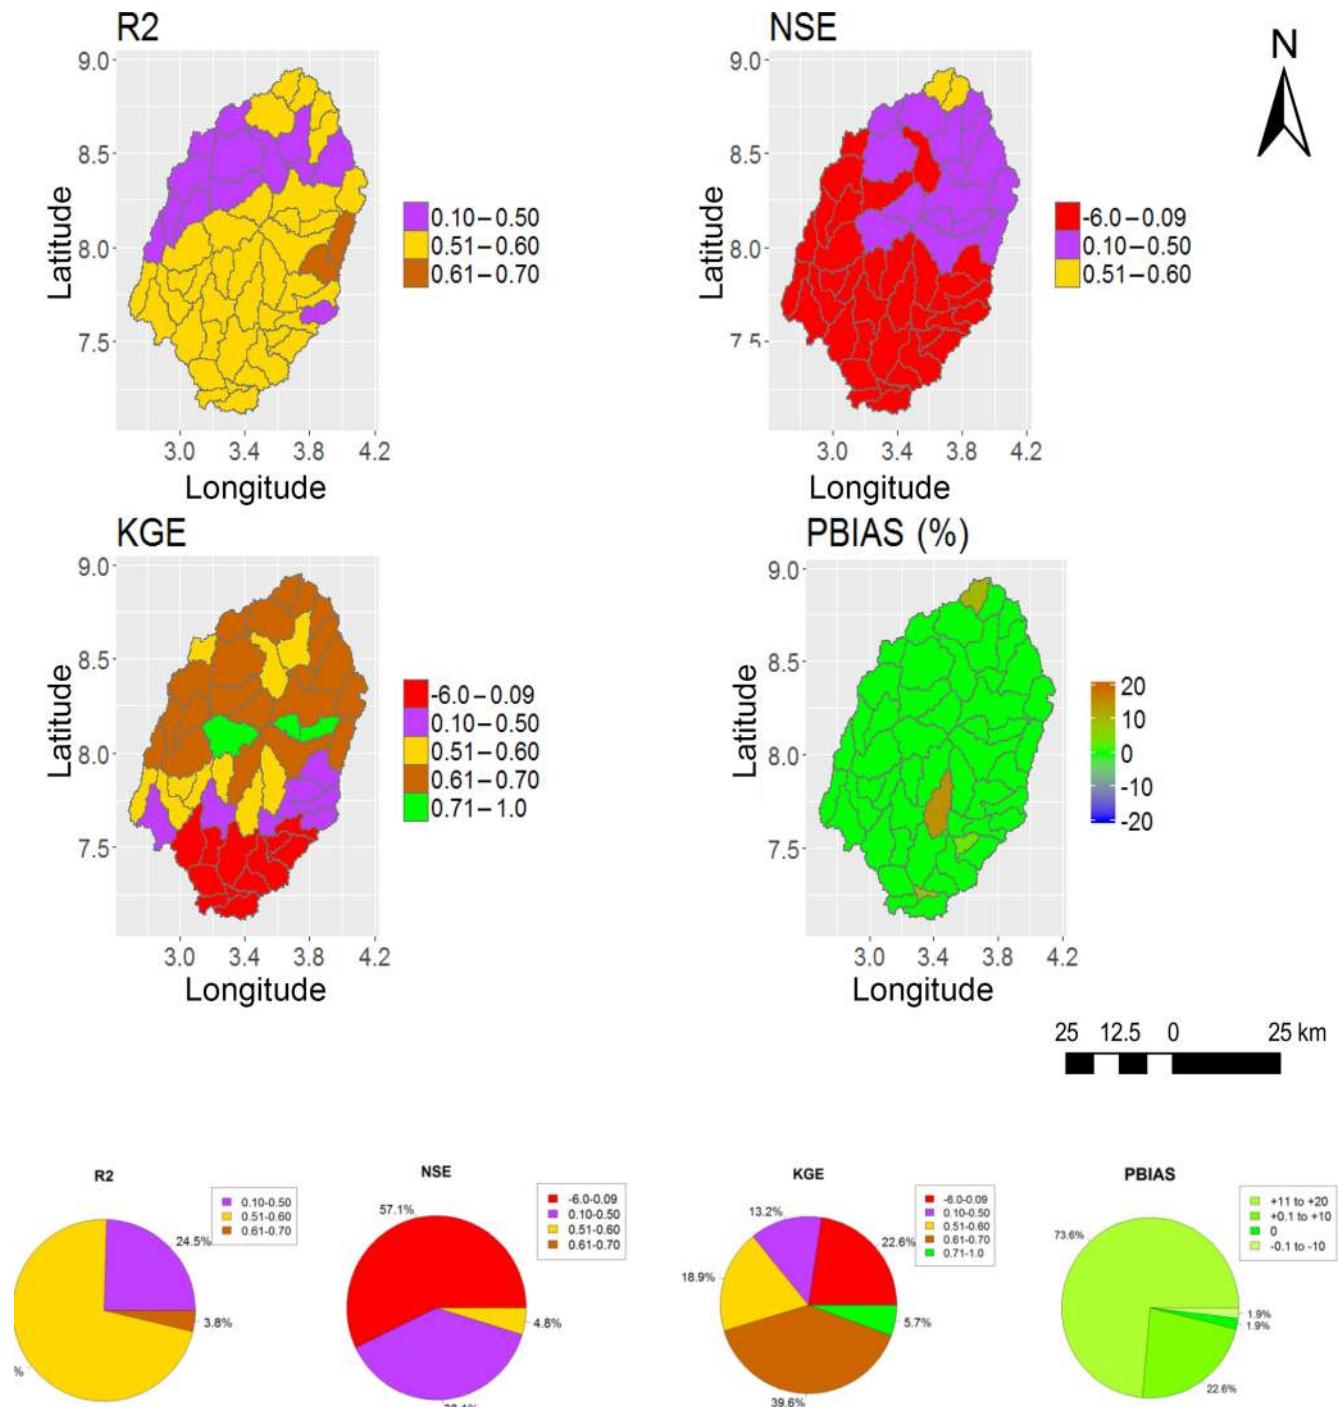 R2
NSE
N
9.0
8.5
8.0
7.5
Latitude
0.10 – 0.50
0.51 – 0.60
0.61 – 0.70
3.0 3.4 3.8 4.2
Longitude
9.0
8.5
8.0
7.5
Latitude
-6.0 – 0.09
0.10 – 0.50
0.51 – 0.60
3.0 3.4 3.8 4.2
Longitude
KGE
PBIAS (%)
9.0
8.5
8.0
7.5
Latitude
-6.0 – 0.09
0.10 – 0.50
0.51 – 0.60
0.61 – 0.70
0.71 – 1.0
3.0 3.4 3.8 4.2
Longitude
9.0
8.5
8.0
7.5
Latitude
20
10
0
-10
-20
3.0 3.4 3.8 4.2
Longitude
25 12.5 0 25 km
R2
0.10-0.50
0.51-0.60
0.61-0.70
24.5%
3.8%
%
NSE
-6.0-0.09
0.10-0.50
0.51-0.60
0.61-0.70
57.1%
4.8%
KGE
-6.0-0.09
0.10-0.50
0.51-0.60
0.61-0.70
0.71-1.0
13.2%
22.6%
18.9%
5.7%
39.6%
PBIAS
+11 to +20
+0.1 to +10
0
-0.1 to -10
73.6%
1.9%
1.9%
22.6%